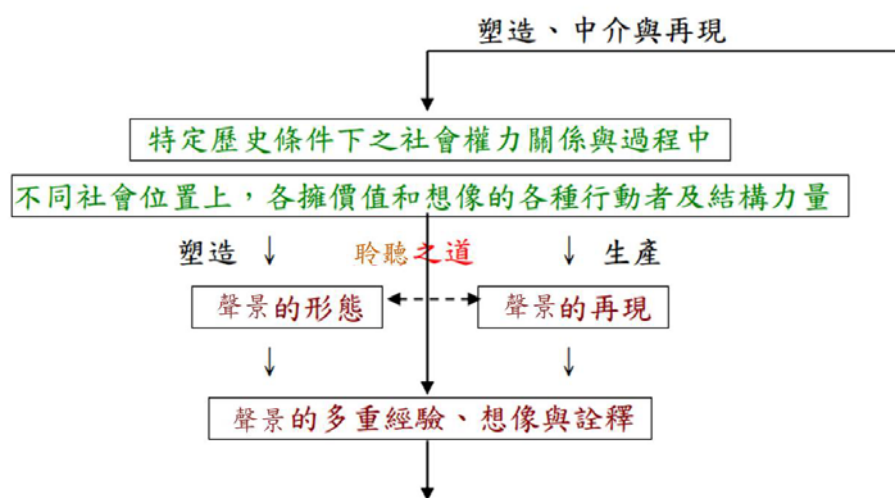 塑造、中介與再現
特定歷史條件下之社會權力關係與過程中
不同社會位置上，各擁價值和想像的各種行動者及結構力量
塑造 ↓ 聆聽之道 ↓ 生產
聲景的形態 聲景的再現
↓ ↓
聲景的多重經驗、想像與詮釋